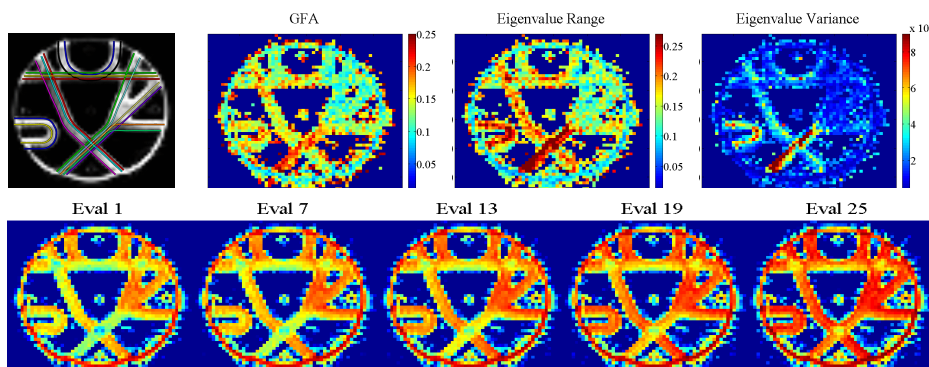 GFA
Eigenvalue Range
Eigenvalue Variance
x 10
0.25
0.2
0.15
0.1
0.05
0.25
0.2
0.15
0.1
0.05
8
6
4
2
Eval 1 Eval 7 Eval 13 Eval 19 Eval 25